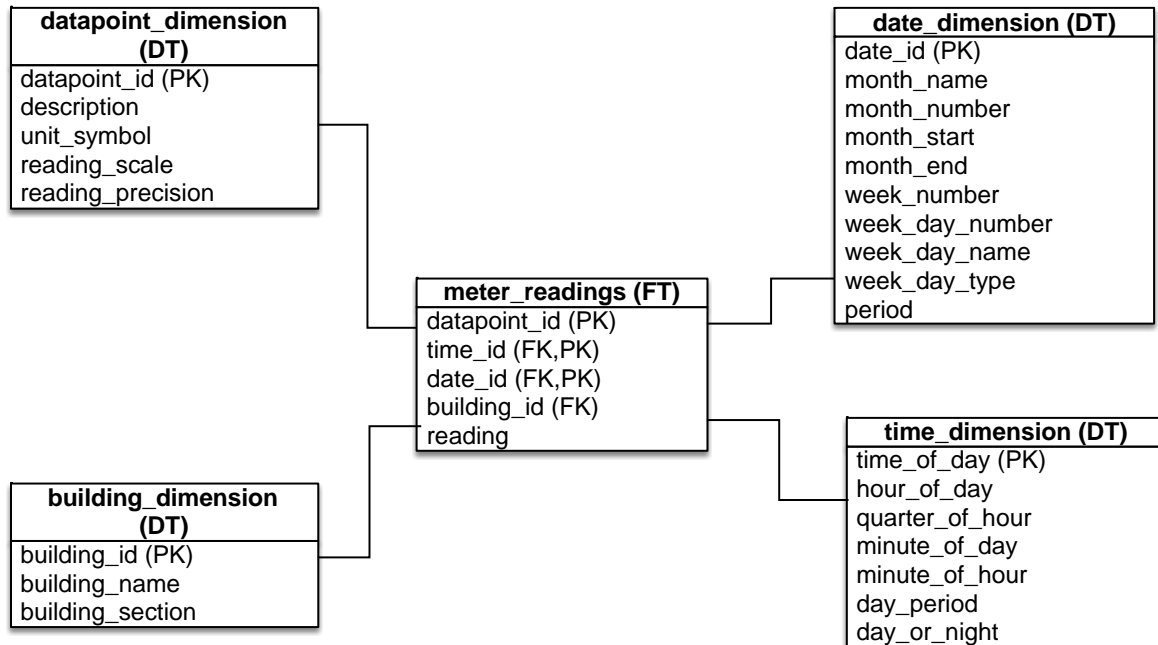 datapoint_dimension
(DT)
datapoint_id (PK)
description
unit_symbol
reading_scale
reading_precision
date_dimension (DT)
date_id (PK)
month_name
month_number
month_start
month_end
week_number
week_day_number
week_day_name
week_day_type
period
meter_readings (FT)
datapoint_id (PK)
time_id (FK,PK)
date_id (FK,PK)
building_id (FK)
reading
building_dimension
(DT)
building_id (PK)
building_name
building_section
time_dimension (DT)
time_of_day (PK)
hour_of_day
quarter_of_hour
minute_of_day
minute_of_hour
day_period
day_or_night